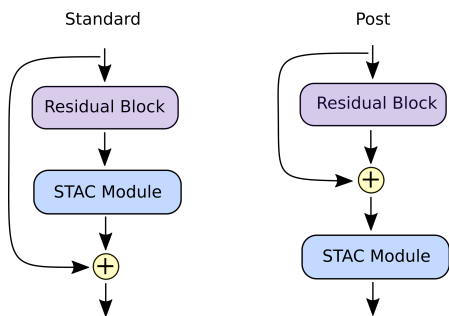 Standard
Residual Block
STAC Module
+
Post
Residual Block
+
STAC Module